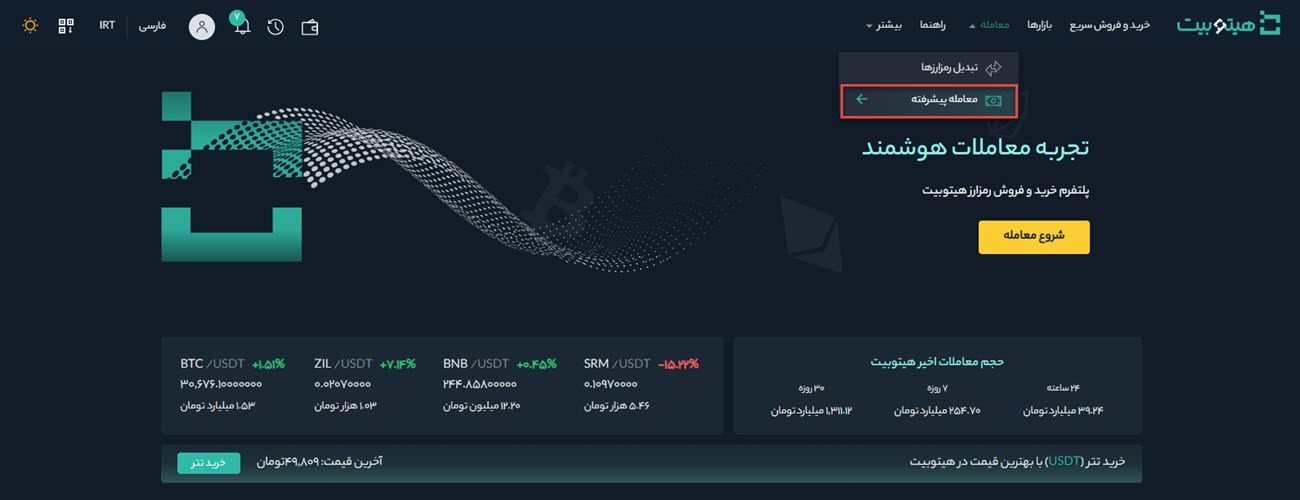 هیتوبیت
خرید و فروش سریع
بازارها
معامله
راهنما
بیشتر
۷
فارسی
IRT
تبدیل رمزارزها
معامله پیشرفته
تجربه معاملات هوشمند
پلتفرم خرید و فروش رمزارز هیتوبیت
شروع معامله
حجم معاملات اخیر هیتوبیت
۲۴ ساعته
۷ روزه
۳۰ روزه
۳۹.۲۴ میلیارد تومان
۲۵۴.۷۰ میلیارد تومان
۱,۳۱۱.۱۲ میلیارد تومان
BTC /USDT +۱.۵۱%
۳۰,۶۷۶.۱۰۰۰۰۰۰۰
۱.۵۳ میلیارد تومان
ZIL /USDT +۷.۱۴%
۰.۰۲۰۷۰۰۰۰
۱.۰۳ هزار تومان
BNB /USDT +۰.۴۵%
۲۴۴.۸۵۸۰۰۰۰۰
۱۲.۲۰ میلیون تومان
SRM /USDT -۱۵.۲۲%
۰.۱۰۹۷۰۰۰۰
۵.۴۶ هزار تومان
خرید تتر (USDT) با بهترین قیمت در هیتوبیت
آخرین قیمت: ۴۹,۸۰۹تومان
خرید تتر